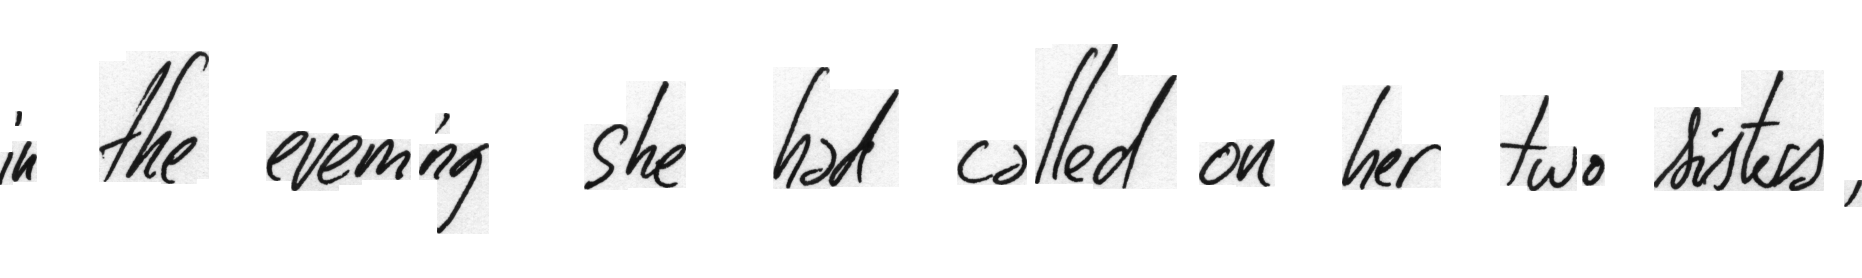 in the evening she had called on her two sisters,